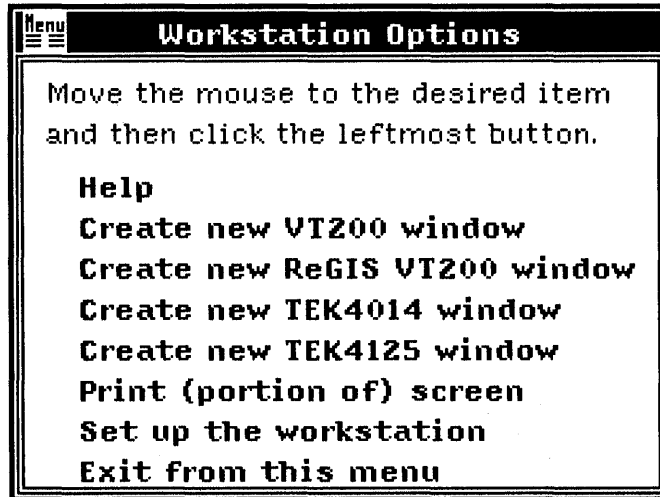 Menu
Workstation Options
Move the mouse to the desired item
and then click the leftmost button.
Help
Create new VT200 window
Create new ReGIS VT200 window
Create new TEK4014 window
Create new TEK4125 window
Print (portion of) screen
Set up the workstation
Exit from this menu